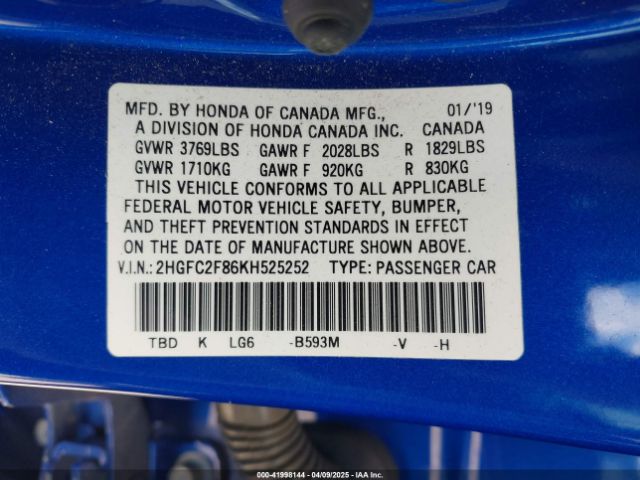 MFD. BY HONDA OF CANADA MFG., 01/'19
A DIVISION OF HONDA CANADA INC. CANADA
GVWR 3769LBS GAWR F 2028LBS R 1829LBS
GVWR 1710KG GAWR F 920KG R 830KG
THIS VEHICLE CONFORMS TO ALL APPLICABLE
FEDERAL MOTOR VEHICLE SAFETY, BUMPER,
AND THEFT PREVENTION STANDARDS IN EFFECT
ON THE DATE OF MANUFACTURE SHOWN ABOVE.
V.I.N.: 2HGFC2F86KH525252 TYPE: PASSENGER CAR
TBD K LG6 -B593M -V -H
000-41998144 - 04/09/2025 - IAA Inc.